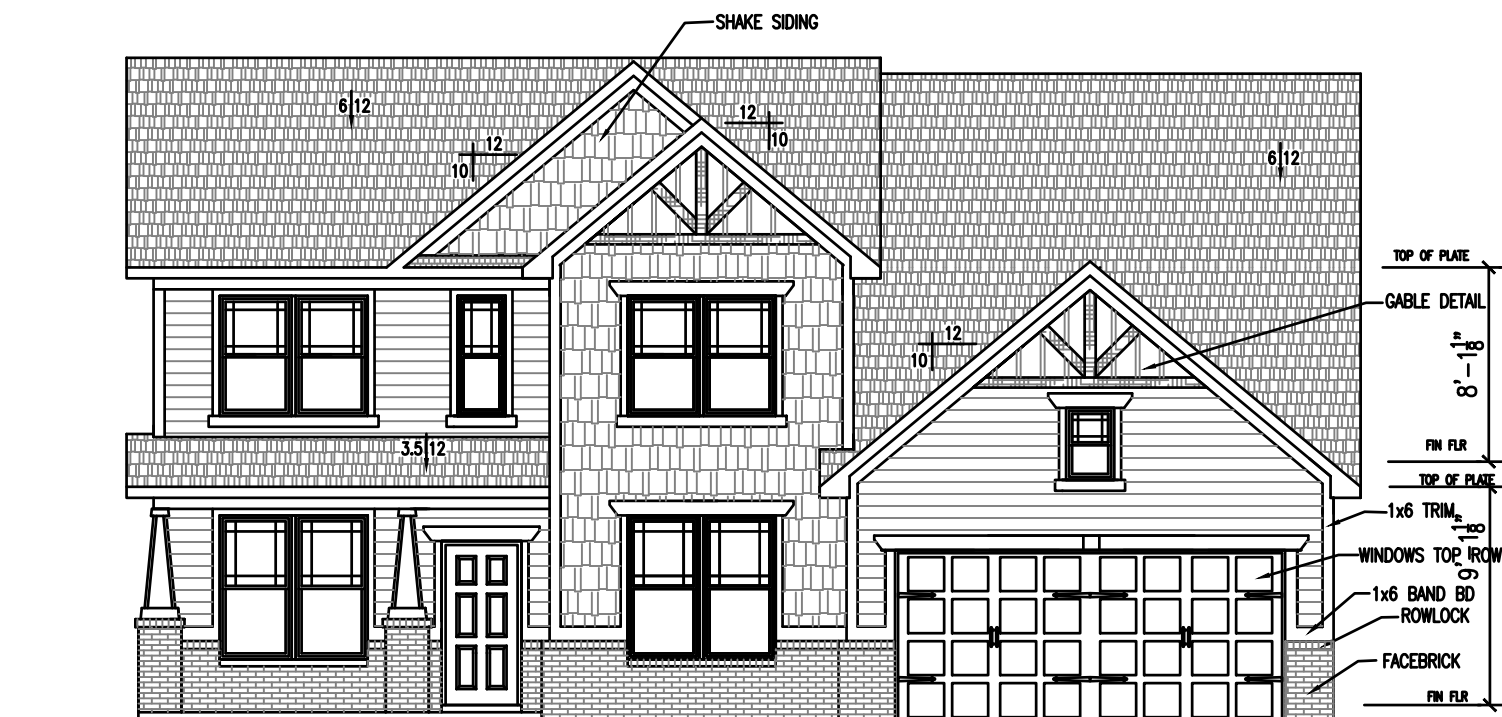 SHAKE SIDING
6 12
12
10
12
10
6 12
TOP OF PLATE
GABLE DETAIL
12
10
8'-1 1/8"
3.5 12
FIN FLR
TOP OF PLATE
1x6 TRIM
9'-1 1/8"
WINDOWS TOP ROW
1x6 BAND BD
ROWLOCK
FACEBRICK
FIN FLR